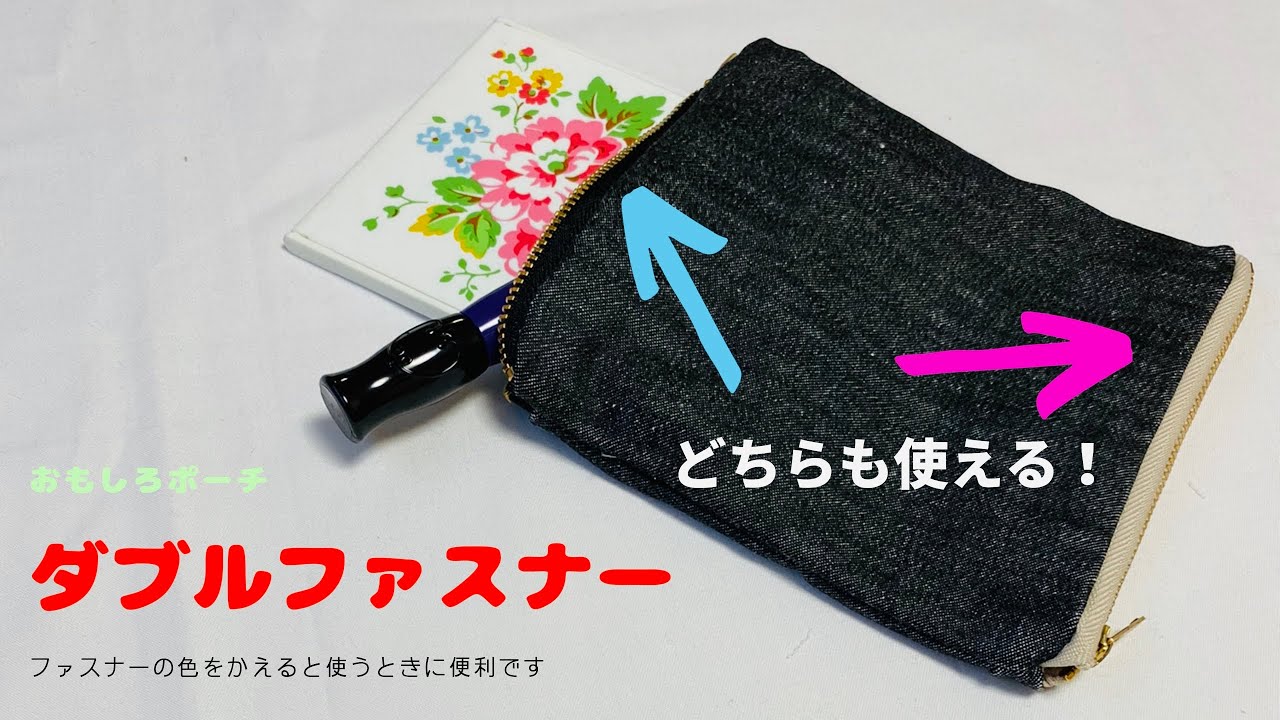 どちらも使える！
おもしろポーチ
ダブルファスナー
ファスナーの色をかえると使うときに便利です